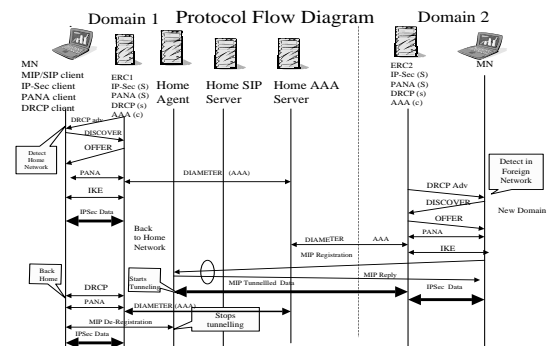 Domain 1
Protocol Flow Diagram
Domain 2
MN
MIP/SIP client
IP-Sec client
PANA client
DRCP client
ERC1
IP-Sec (S)
PANA (S)
DRCP (s)
AAA (c)
Home
Agent
Home SIP
Server
Home AAA
Server
ERC2
IP-Sec (S)
PANA (S)
DRCP (s)
AAA (c)
MN
DRCP adv
DISCOVER
OFFER
Detect
Home
Network
PANA
DIAMETER (AAA)
IKE
IPSec Data
Detect in
Foreign
Network
DRCP Adv
DISCOVER
New Domain
OFFER
PANA
Back
to Home
Network
DIAMETER AAA
IKE
MIP Registration
Back
Home
Starts
Tunneling
MIP Reply
MIP Tunnelled Data
DRCP
IPSec Data
PANA
DIAMETER (AAA)
Stops
tunnelling
MIP De-Registration
IPSec Data